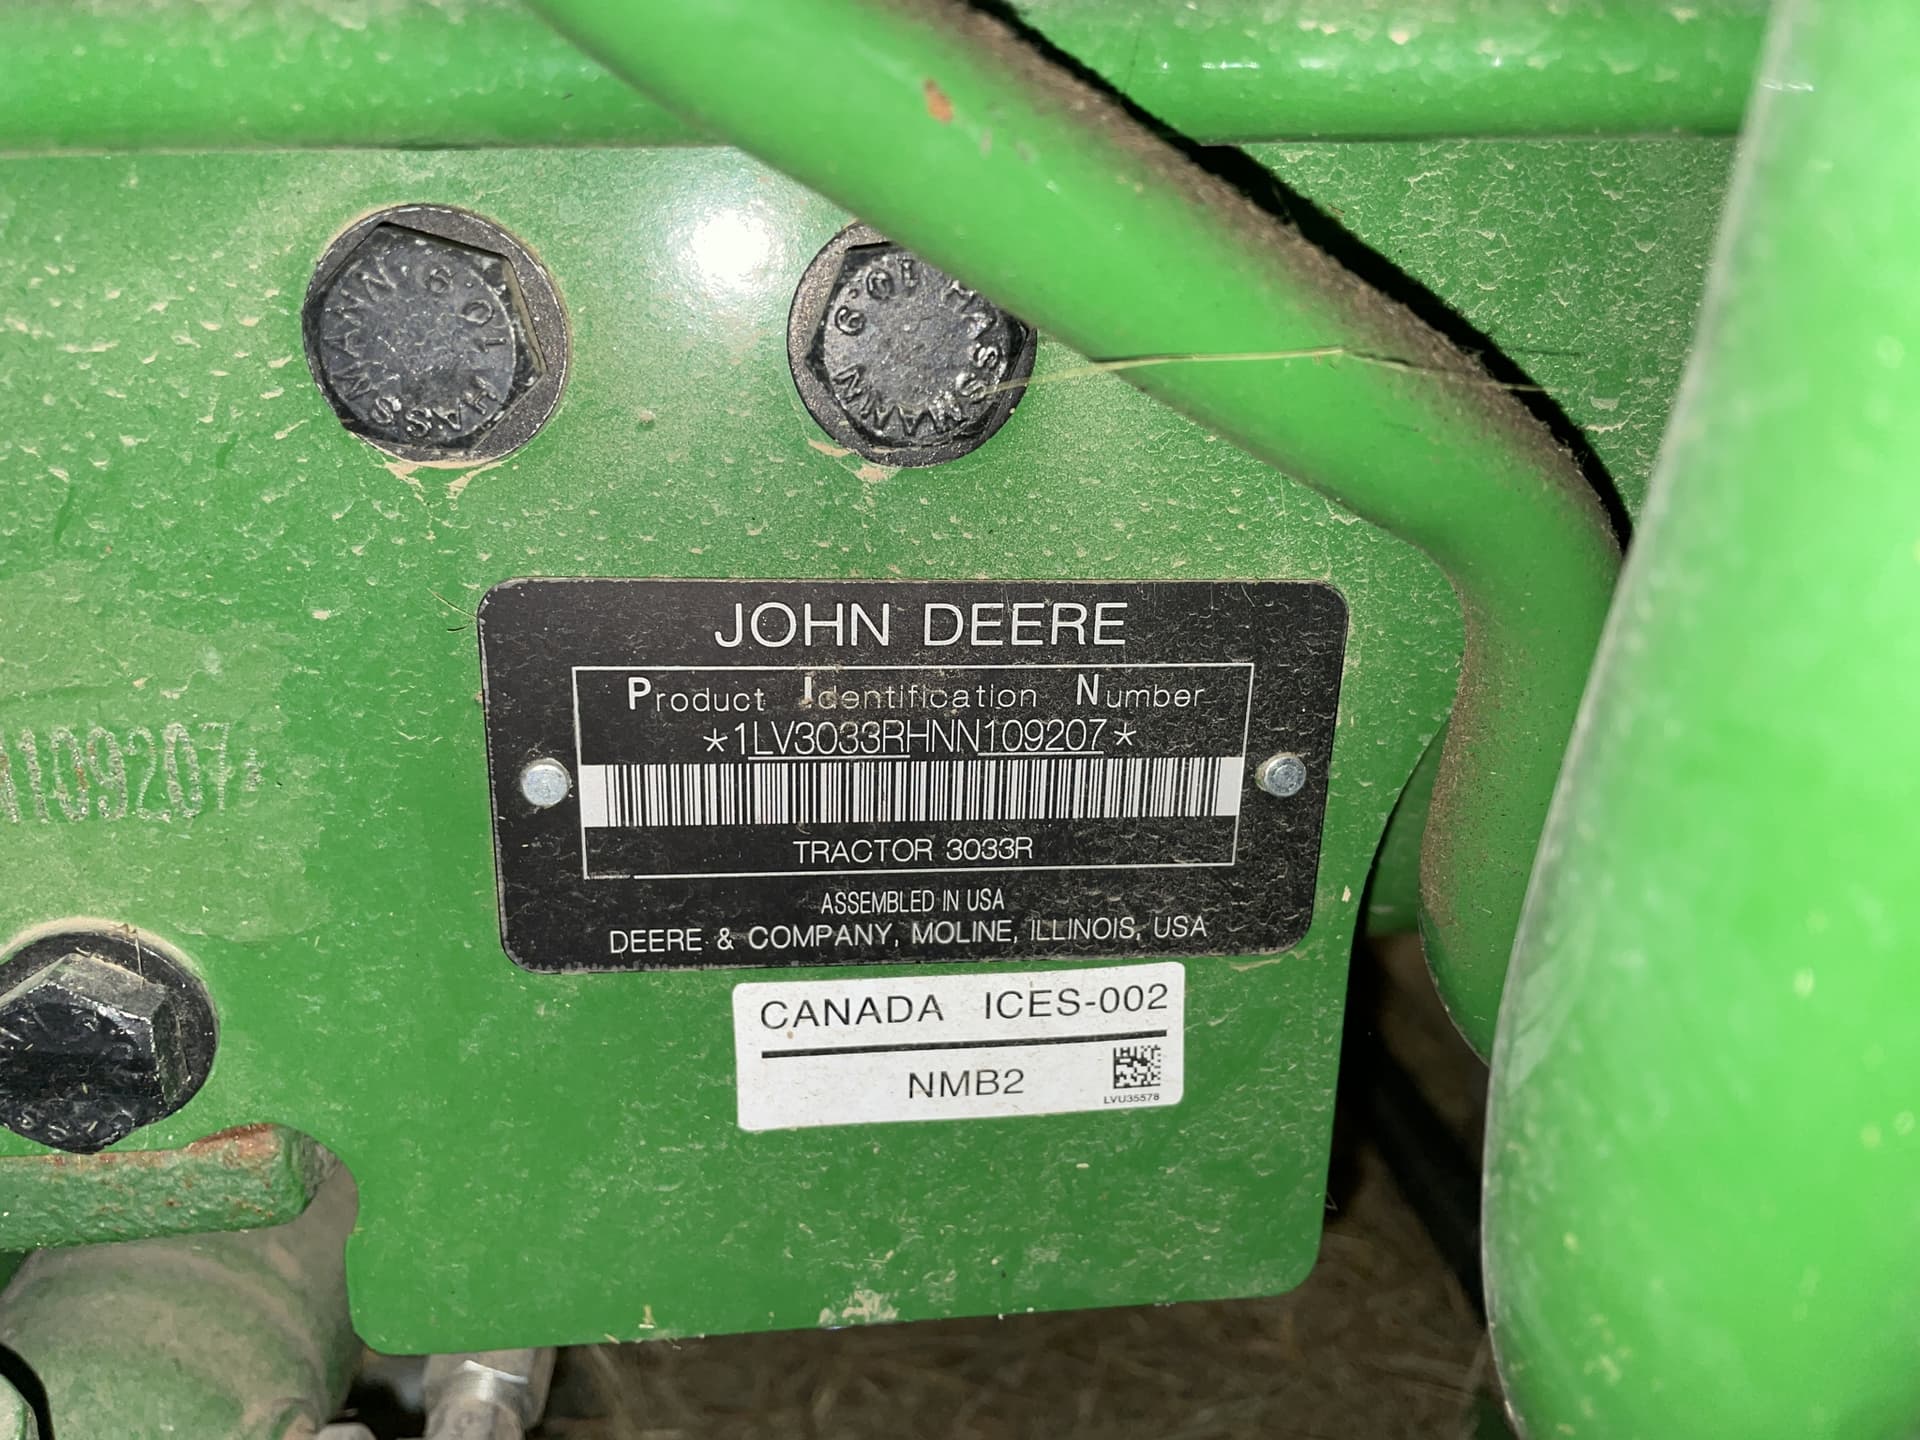 HASSMANN 10.9
HASSMANN 10.9
JOHN DEERE
Product Identification Number
*1LV3033RHNN109207*
109207*
TRACTOR 3033R
ASSEMBLED IN USA
DEERE & COMPANY, MOLINE, ILLINOIS, USA
CANADA ICES-002
NMB2
LVU35578